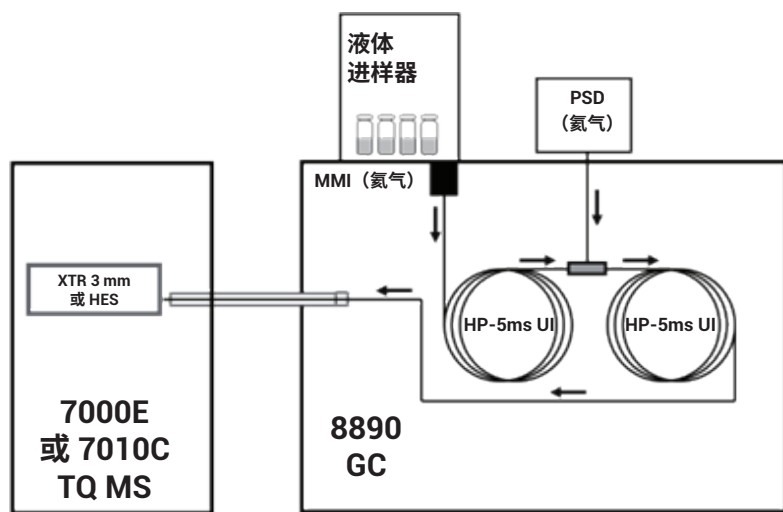 液体
进样器
PSD
（氦气）
MMI（氦气）
XTR 3 mm
或 HES
HP-5ms UI
HP-5ms UI
7000E
或 7010C
TQ MS
8890
GC